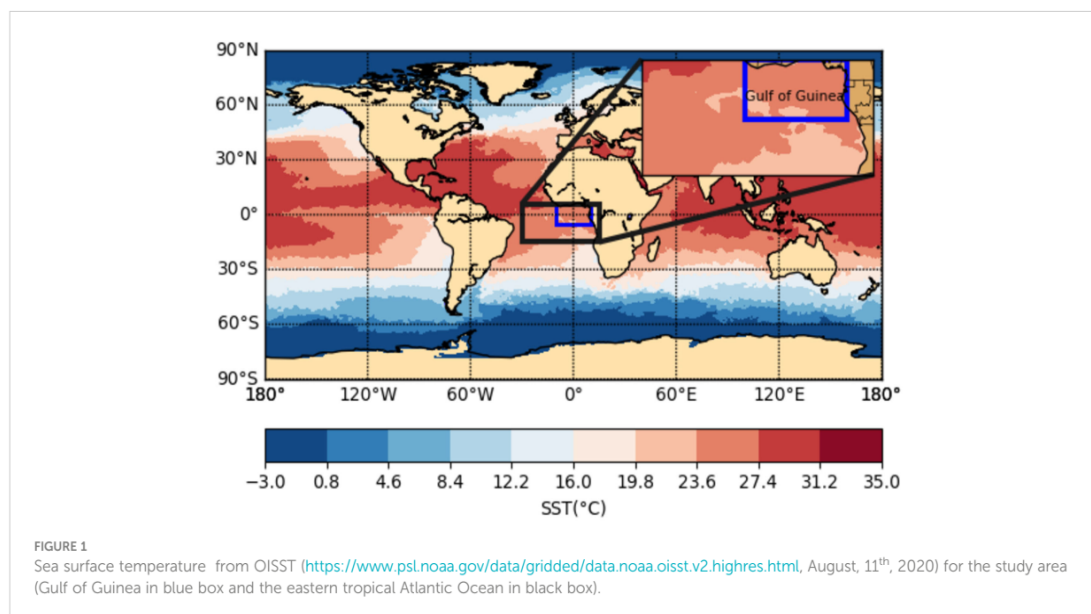 90°N
60°N
30°N
0°
30°S
60°S
90°S
Gulf of Guinea
180° 120°W 60°W 0° 60°E 120°E 180°
−3.0 0.8 4.6 8.4 12.2 16.0 19.8 23.6 27.4 31.2 35.0
SST(°C)
FIGURE 1
Sea surface temperature from OISST (https://www.psl.noaa.gov/data/gridded/data.noaa.oisst.v2.highres.html, August, 11th, 2020) for the study area
(Gulf of Guinea in blue box and the eastern tropical Atlantic Ocean in black box).